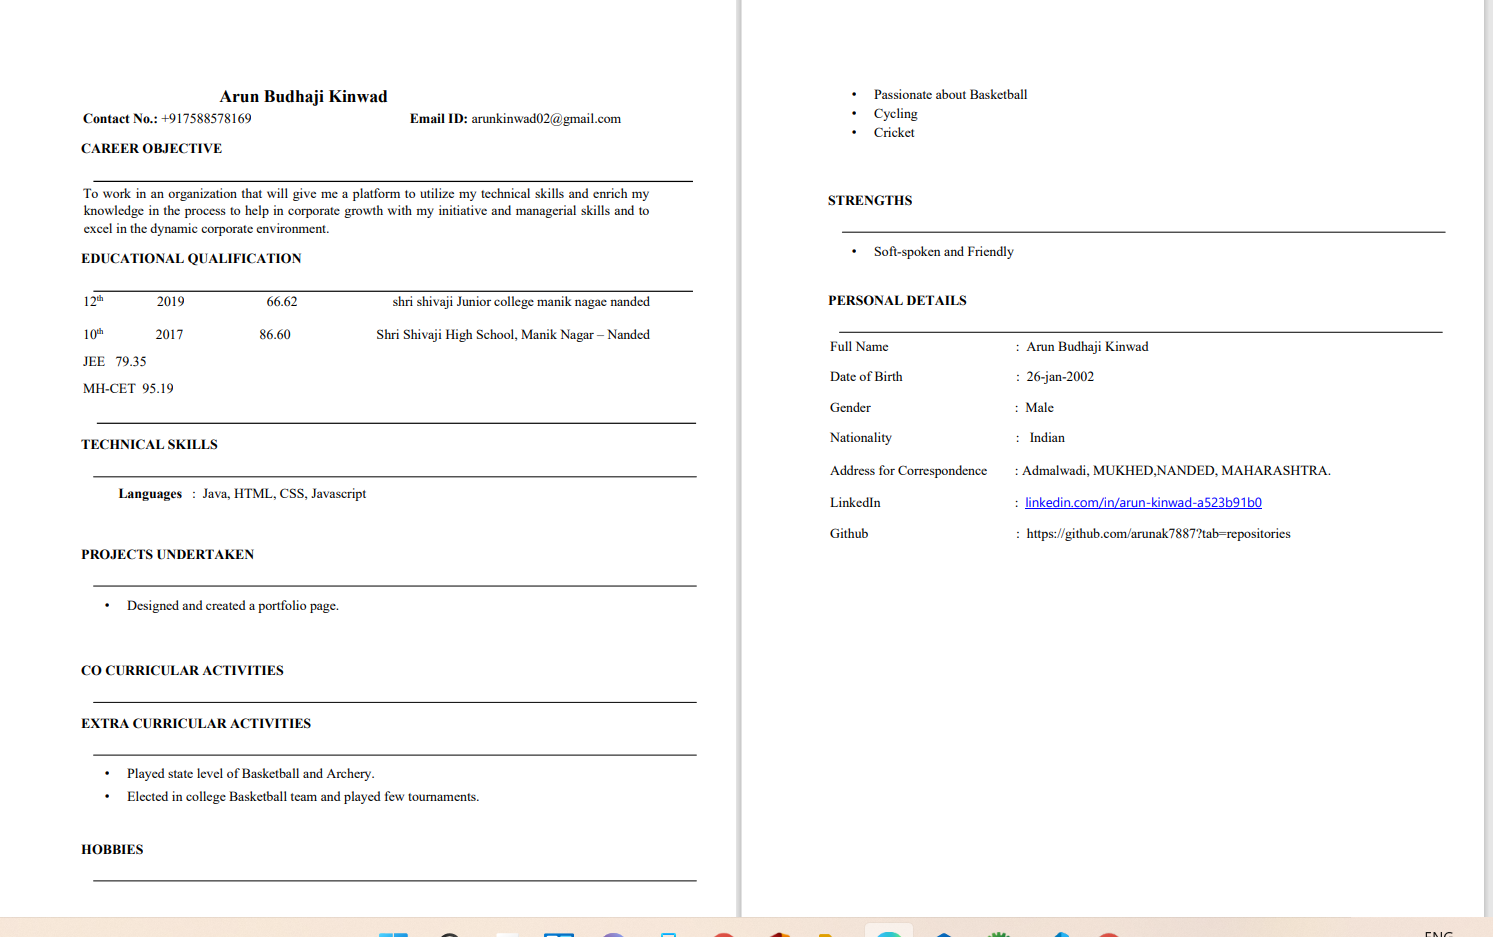 Arun Budhaji Kinwad
Contact No.: +917588578169 Email ID: arunkinwad02@gmail.com
CAREER OBJECTIVE
To work in an organization that will give me a platform to utilize my technical skills and enrich my
knowledge in the process to help in corporate growth with my initiative and managerial skills and to
excel in the dynamic corporate environment.
EDUCATIONAL QUALIFICATION
12th 2019 66.62 shri shivaji Junior college manik nagae nanded
10th 2017 86.60 Shri Shivaji High School, Manik Nagar – Nanded
JEE 79.35
MH-CET 95.19
TECHNICAL SKILLS
Languages : Java, HTML, CSS, Javascript
PROJECTS UNDERTAKEN
• Designed and created a portfolio page.
CO CURRICULAR ACTIVITIES
EXTRA CURRICULAR ACTIVITIES
• Played state level of Basketball and Archery.
• Elected in college Basketball team and played few tournaments.
HOBBIES
• Passionate about Basketball
• Cycling
• Cricket
STRENGTHS
• Soft-spoken and Friendly
PERSONAL DETAILS
Full Name : Arun Budhaji Kinwad
Date of Birth : 26-jan-2002
Gender : Male
Nationality : Indian
Address for Correspondence : Admalwadi, MUKHED,NANDED, MAHARASHTRA.
LinkedIn : linkedin.com/in/arun-kinwad-a523b91b0
Github : https://github.com/arunak7887?tab=repositories
ENG